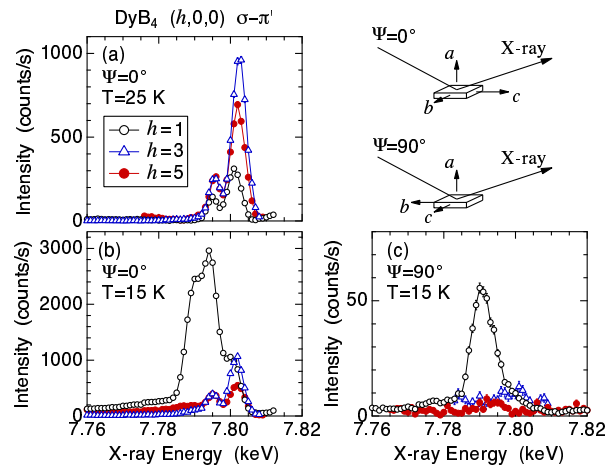 DyB₄ (h,0,0) σ−π'
(a)
Ψ=0°
T=25 K
h=1
h=3
h=5
1000
500
0
Intensity (counts/s)
Ψ=0°
X-ray
a
b
c
Ψ=90°
X-ray
a
b
c
(b)
Ψ=0°
T=15 K
3000
2000
1000
0
Intensity (counts/s)
7.76 7.78 7.80 7.82
X-ray Energy (keV)
(c)
Ψ=90°
T=15 K
50
0
Intensity (counts/s)
7.76 7.78 7.80 7.82
X-ray Energy (keV)